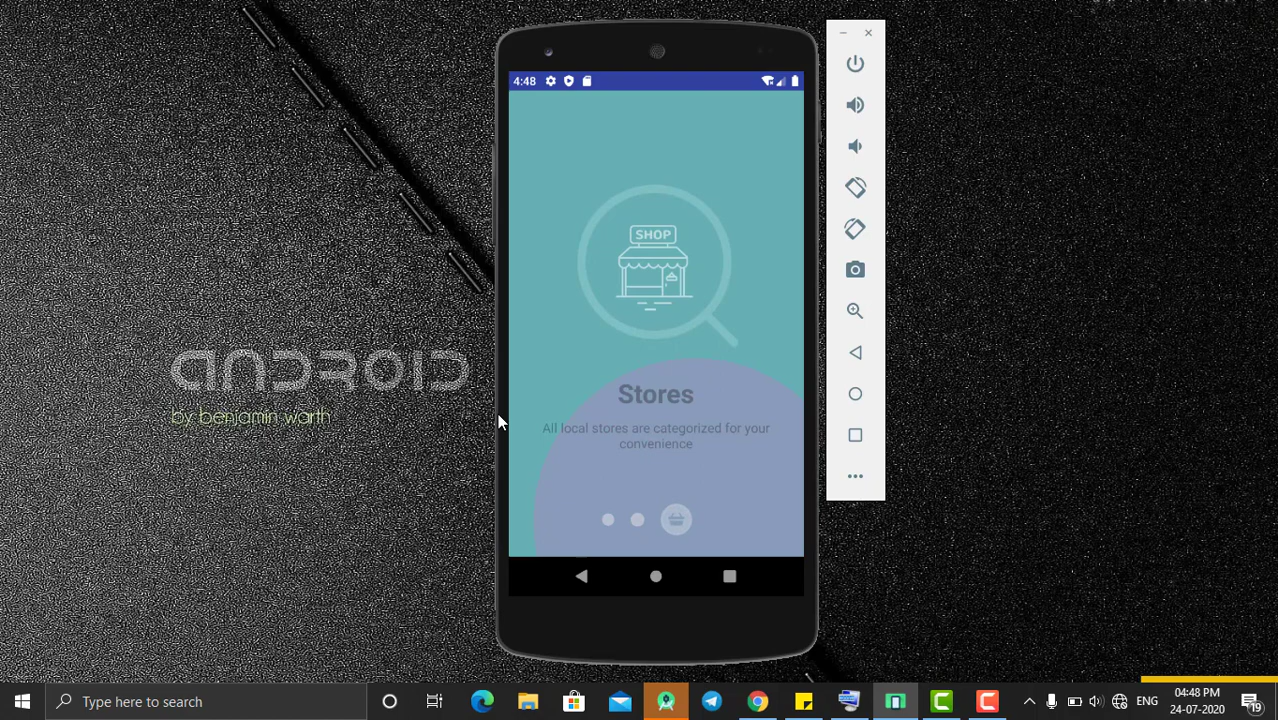 4:48
SHOP
Stores
All local stores are categorized for your
convenience
android
by benjamin warth
Type here to search
ENG
04:48 PM
24-07-2020
19